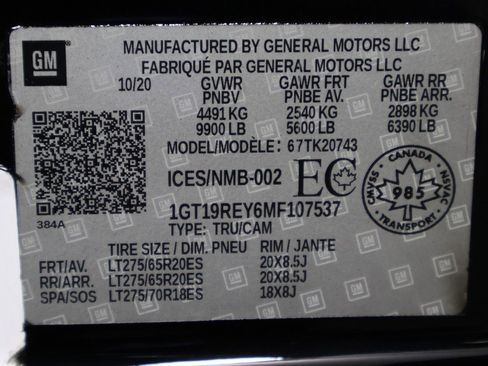 GM
MANUFACTURED BY GENERAL MOTORS LLC
FABRIQUÉ PAR GENERAL MOTORS LLC
10/20 GVWR GAWR FRT GAWR RR
PNBV PNBE AV. PNBE ARR.
4491 KG 2540 KG 2898 KG
9900 LB 5600 LB 6390 LB
MODEL/MODÈLE: 67TK20743
384A
ICES/NMB-002 EC
CANADA
CMVSS 985 NSVAC
TRANSPORT
1GT19REY6MF107537
TYPE: TRU/CAM
TIRE SIZE / DIM. PNEU RIM / JANTE
FRT/AV. LT275/65R20ES 20X8.5J
RR/ARR. LT275/65R20ES 20X8.5J
SPA/SOS LT275/70R18ES 18X8J